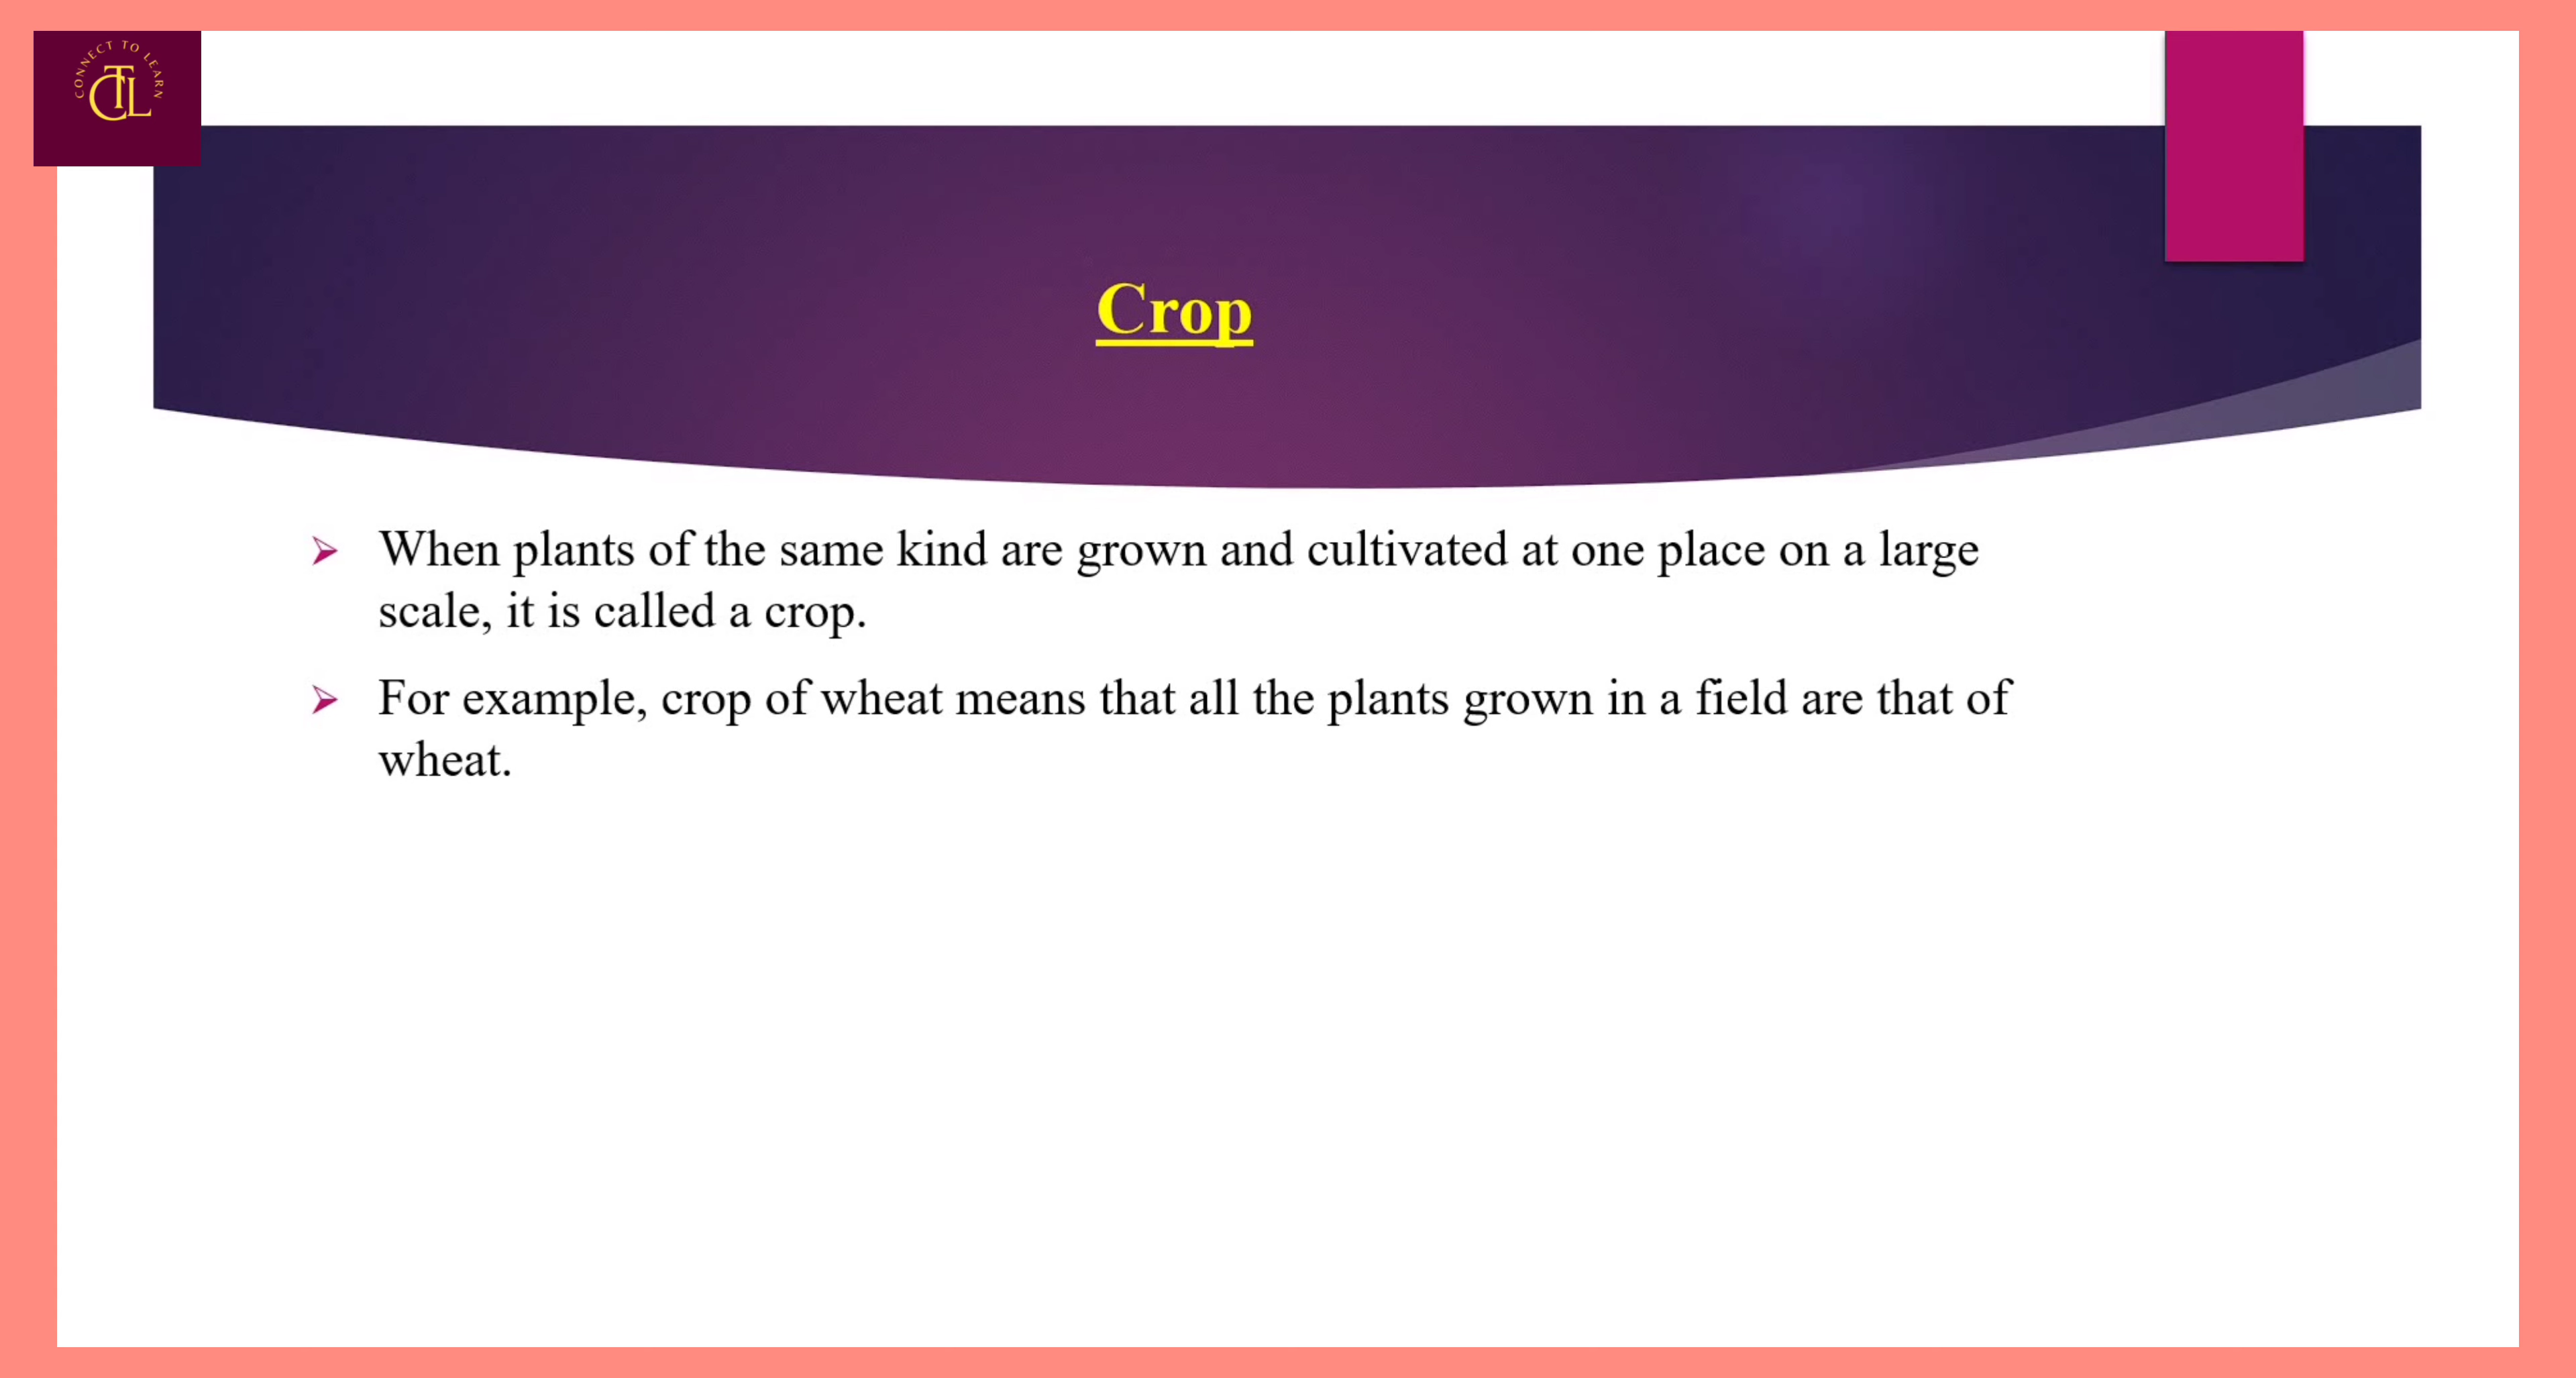 CONNECT TO LEARN
CTL
Crop
When plants of the same kind are grown and cultivated at one place on a large
scale, it is called a crop.
For example, crop of wheat means that all the plants grown in a field are that of
wheat.